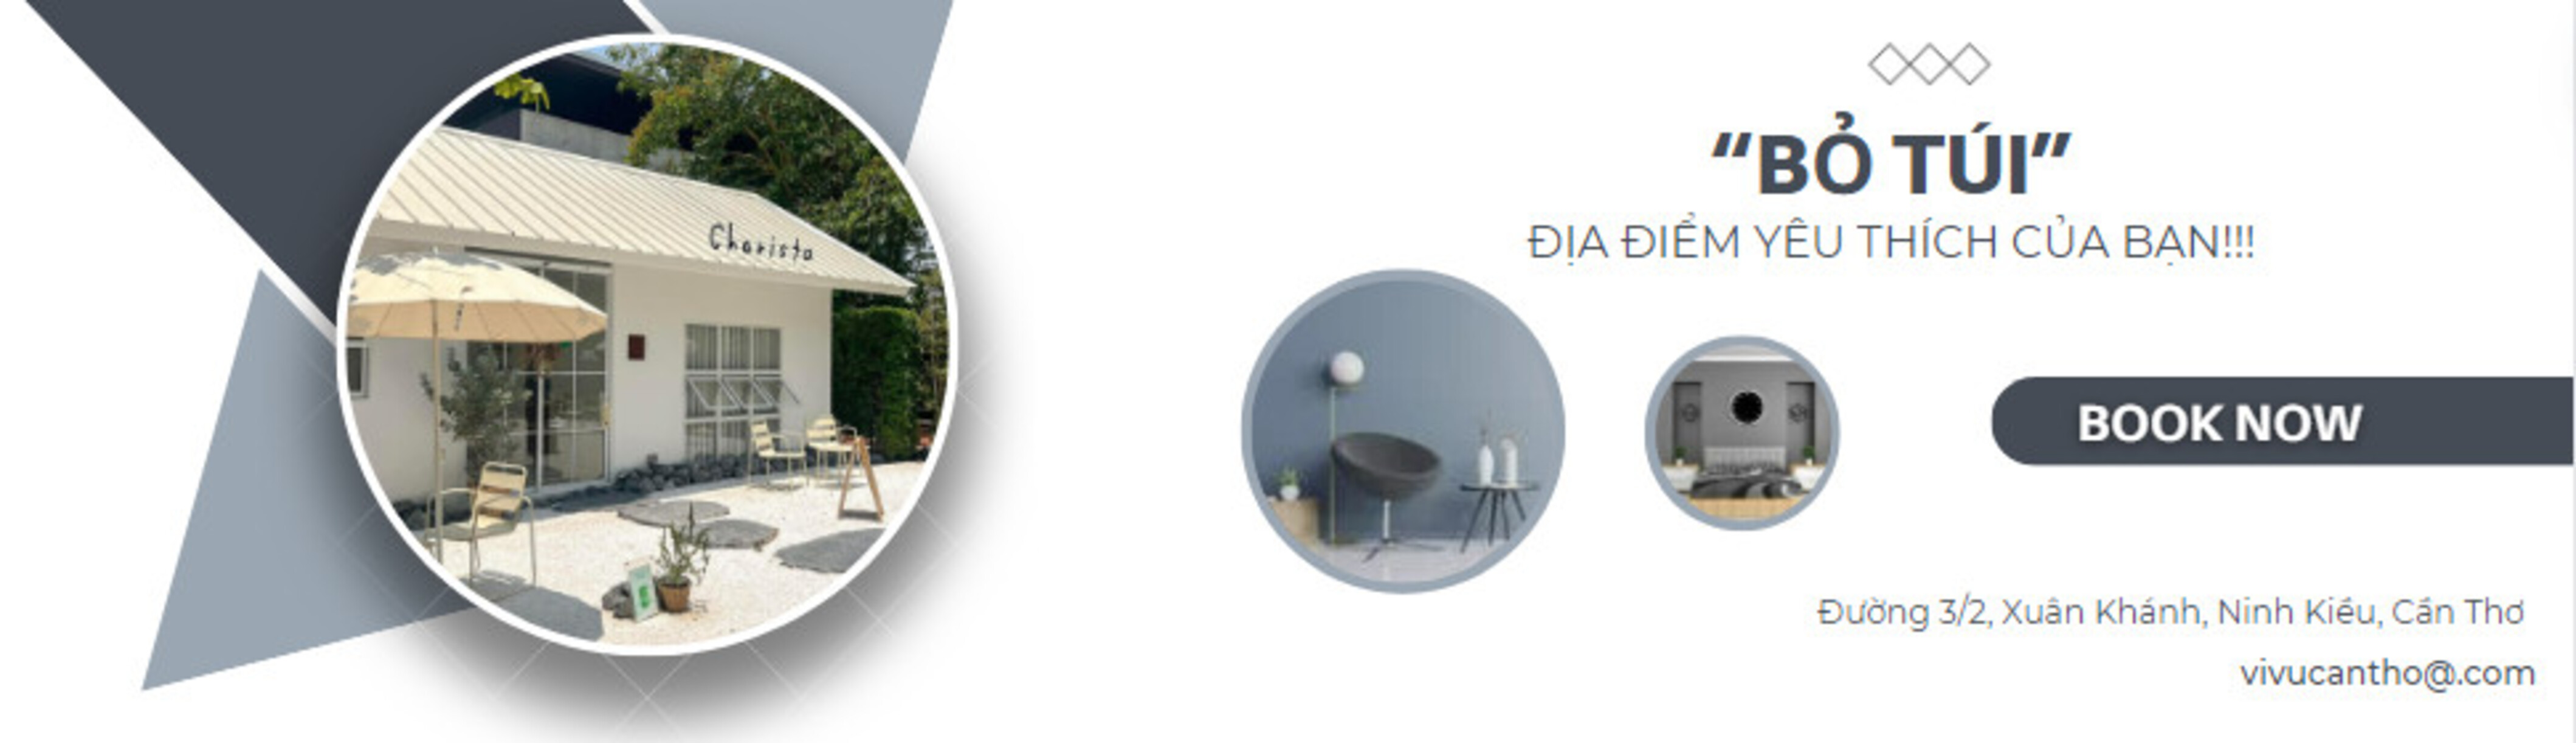 Charista
“BỎ TÚI”
ĐỊA ĐIỂM YÊU THÍCH CỦA BẠN!!!
BOOK NOW
Đường 3/2, Xuân Khánh, Ninh Kiều, Cần Thơ
vivucantho@.com